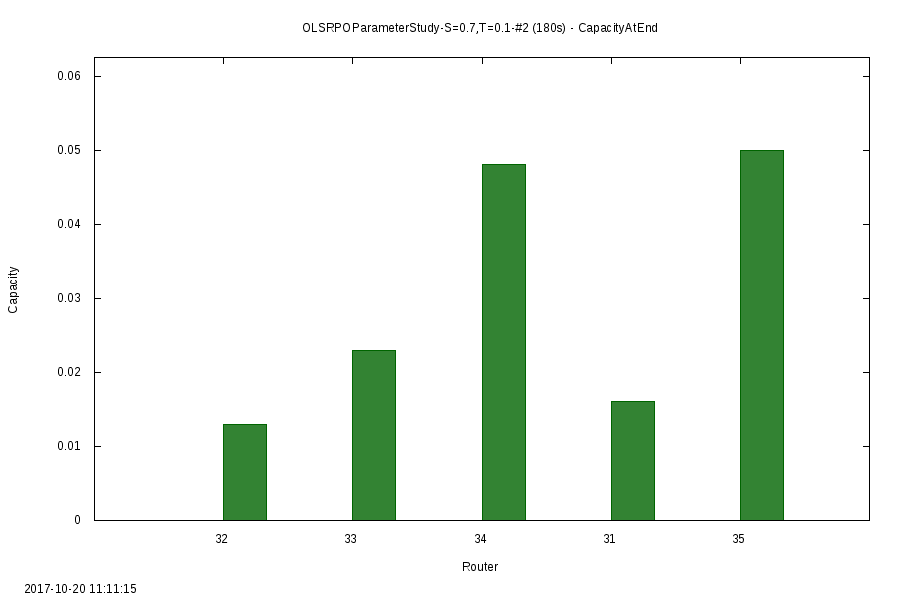 OLSRPOParameterStudy-S=0.7,T=0.1-#2 (180s) - CapacityAtEnd
0.06
0.05
0.04
0.03
0.02
0.01
0
Capacity
32 33 34 31 35
Router
2017-10-20 11:11:15